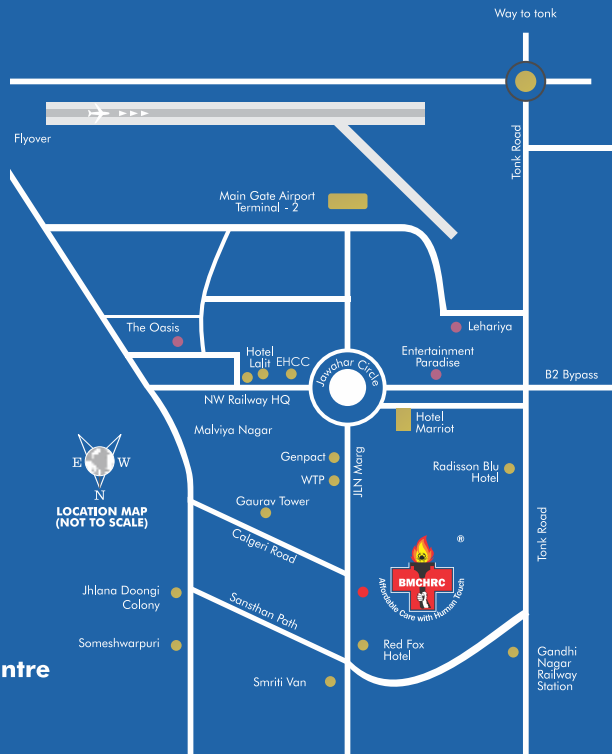 Way to tonk
Flyover
Tonk Road
Main Gate Airport
Terminal - 2
The Oasis
Lehariya
Hotel
Lalit
EHCC
Jawahar Circle
Entertainment
Paradise
B2 Bypass
NW Railway HQ
Hotel
Marriot
Malviya Nagar
JLN Marg
Genpact
WTP
Radisson Blu
Hotel
E W
N
LOCATION MAP
(NOT TO SCALE)
Gaurav Tower
Calgeri Road
Tonk Road
®
BMCHRC
Affordable Care with Human Touch
Jhlana Doongi
Colony
Sansthan Path
Someshwarpuri
Red Fox
Hotel
Gandhi
Nagar
Railway
Station
ntre
Smriti Van